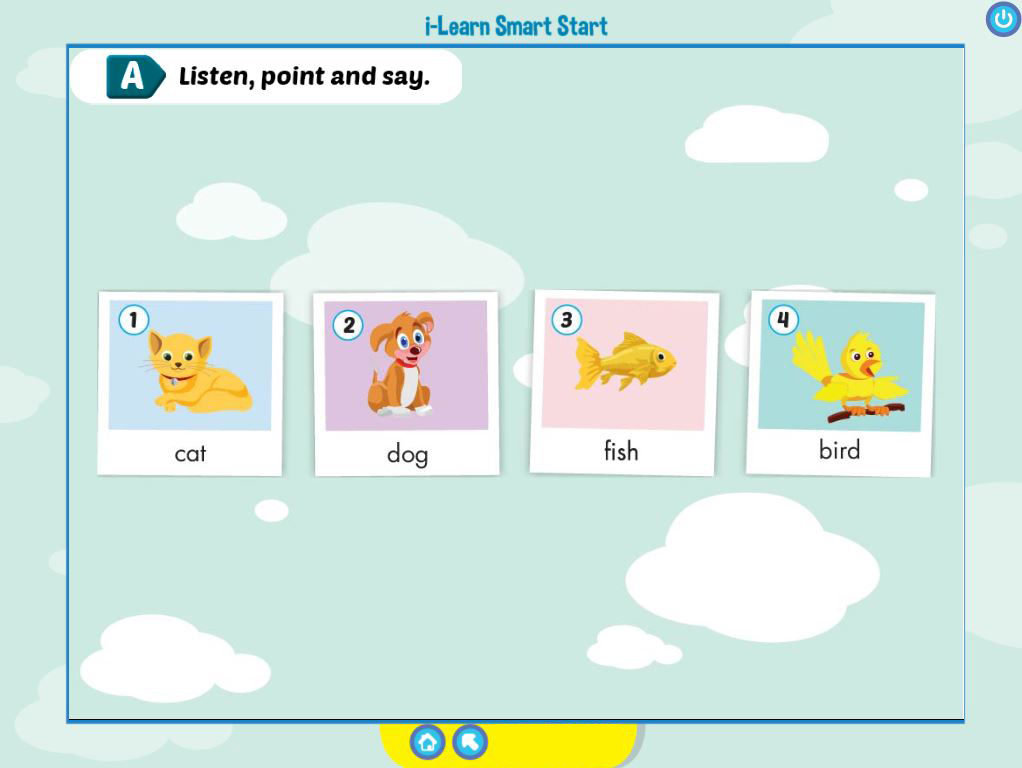 i-Learn Smart Start
A Listen, point and say.
1
2
3
4
cat
dog
fish
bird